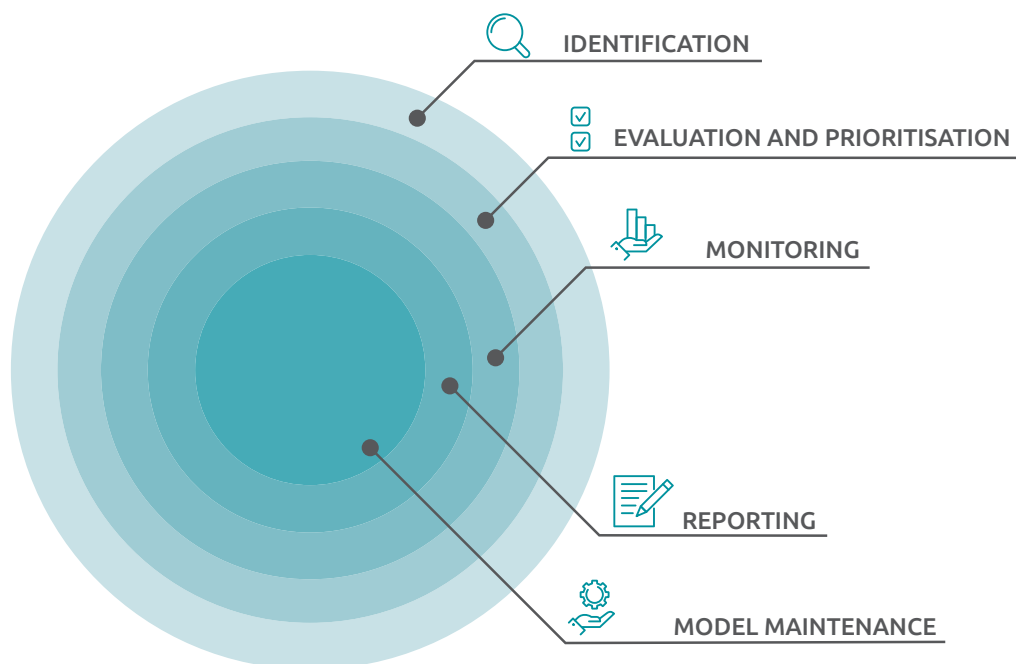 IDENTIFICATION
EVALUATION AND PRIORITISATION
MONITORING
REPORTING
MODEL MAINTENANCE